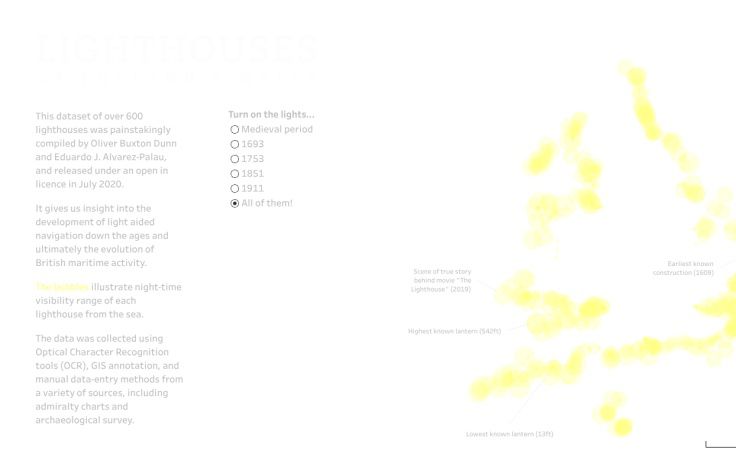 LIGHTHOUSES
This dataset of over 600
lighthouses was painstakingly
compiled by Oliver Buxton Dunn
and Eduardo J. Alvarez-Palau,
and released under an open in
licence in July 2020.
It gives us insight into the
development of light aided
navigation down the ages and
ultimately the evolution of
British maritime activity.
The bubbles illustrate night-time
visibility range of each
lighthouse from the sea.
The data was collected using
Optical Character Recognition
tools (OCR), GIS annotation, and
manual data-entry methods from
a variety of sources, including
admiralty charts and
archaeological survey.
Turn on the lights...
Medieval period
1693
1753
1851
1911
All of them!
Scene of true story
behind movie "The
Lighthouse" (2019)
Highest known lantern (542ft)
Lowest known lantern (13ft)
Earliest known
construction (1609)